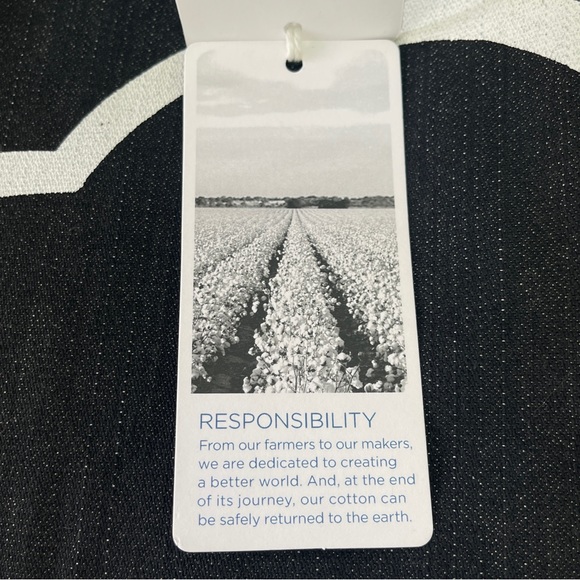 RESPONSIBILITY
From our farmers to our makers,
we are dedicated to creating
a better world. And, at the end
of its journey, our cotton can
be safely returned to the earth.